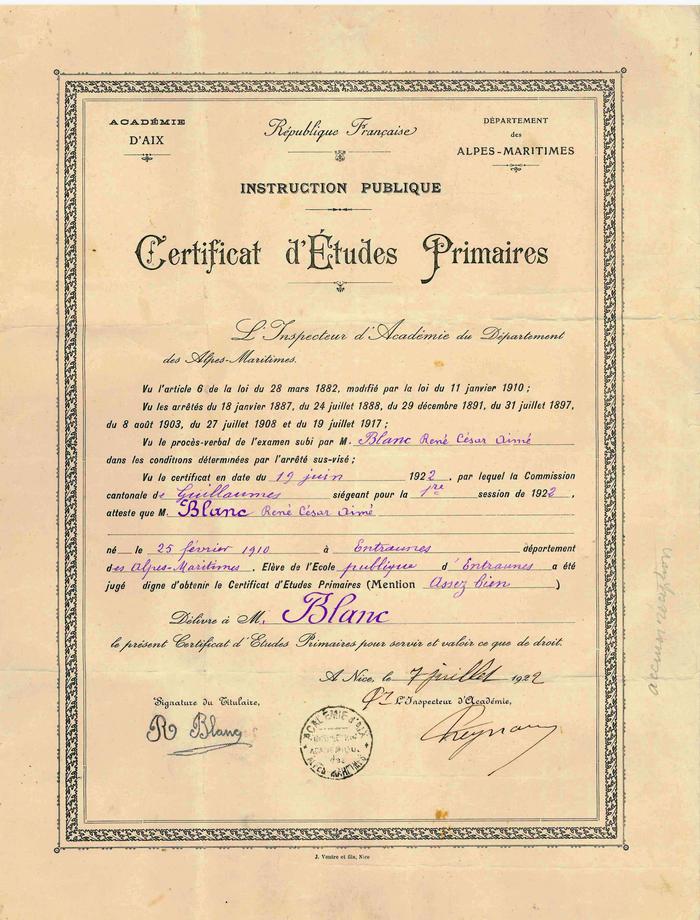 ACADÉMIE
D'AIX
République Française
DÉPARTEMENT
des
ALPES-MARITIMES
INSTRUCTION PUBLIQUE
Certificat d'Études Primaires
L'Inspecteur d'Académie du Département
des Alpes-Maritimes.
Vu l'article 6 de la loi du 28 mars 1882, modifié par la loi du 11 janvier 1910 ;
Vu les arrêtés du 18 janvier 1887, du 24 juillet 1888, du 29 décembre 1891, du 31 juillet 1897,
du 8 août 1903, du 27 juillet 1908 et du 19 juillet 1917 ;
Vu le procès-verbal de l'examen subi par M. Blanc René César Aimé
dans les conditions déterminées par l'arrêté sus-visé ;
Vu le certificat en date du 19 juin 1922, par lequel la Commission
cantonale de Guillaumes siégeant pour la 1re session de 1922,
atteste que M. Blanc René César Aimé
né le 25 février 1910 à Entraunes département
des Alpes-Maritimes. Elève de l'Ecole publique d'Entraunes a été
jugé digne d'obtenir le Certificat d'Etudes Primaires (Mention Assez bien)
Délivré à M. Blanc
le présent Certificat d'Etudes Primaires pour servir et valoir ce que de droit.
A Nice, le 7 juillet 1922
Signature du Titulaire,
L'Inspecteur d'Académie,
R Blanc
ACADÉMIE d'AIX
des
ALPES MARITIMES
J. Ventre et fils, Nice